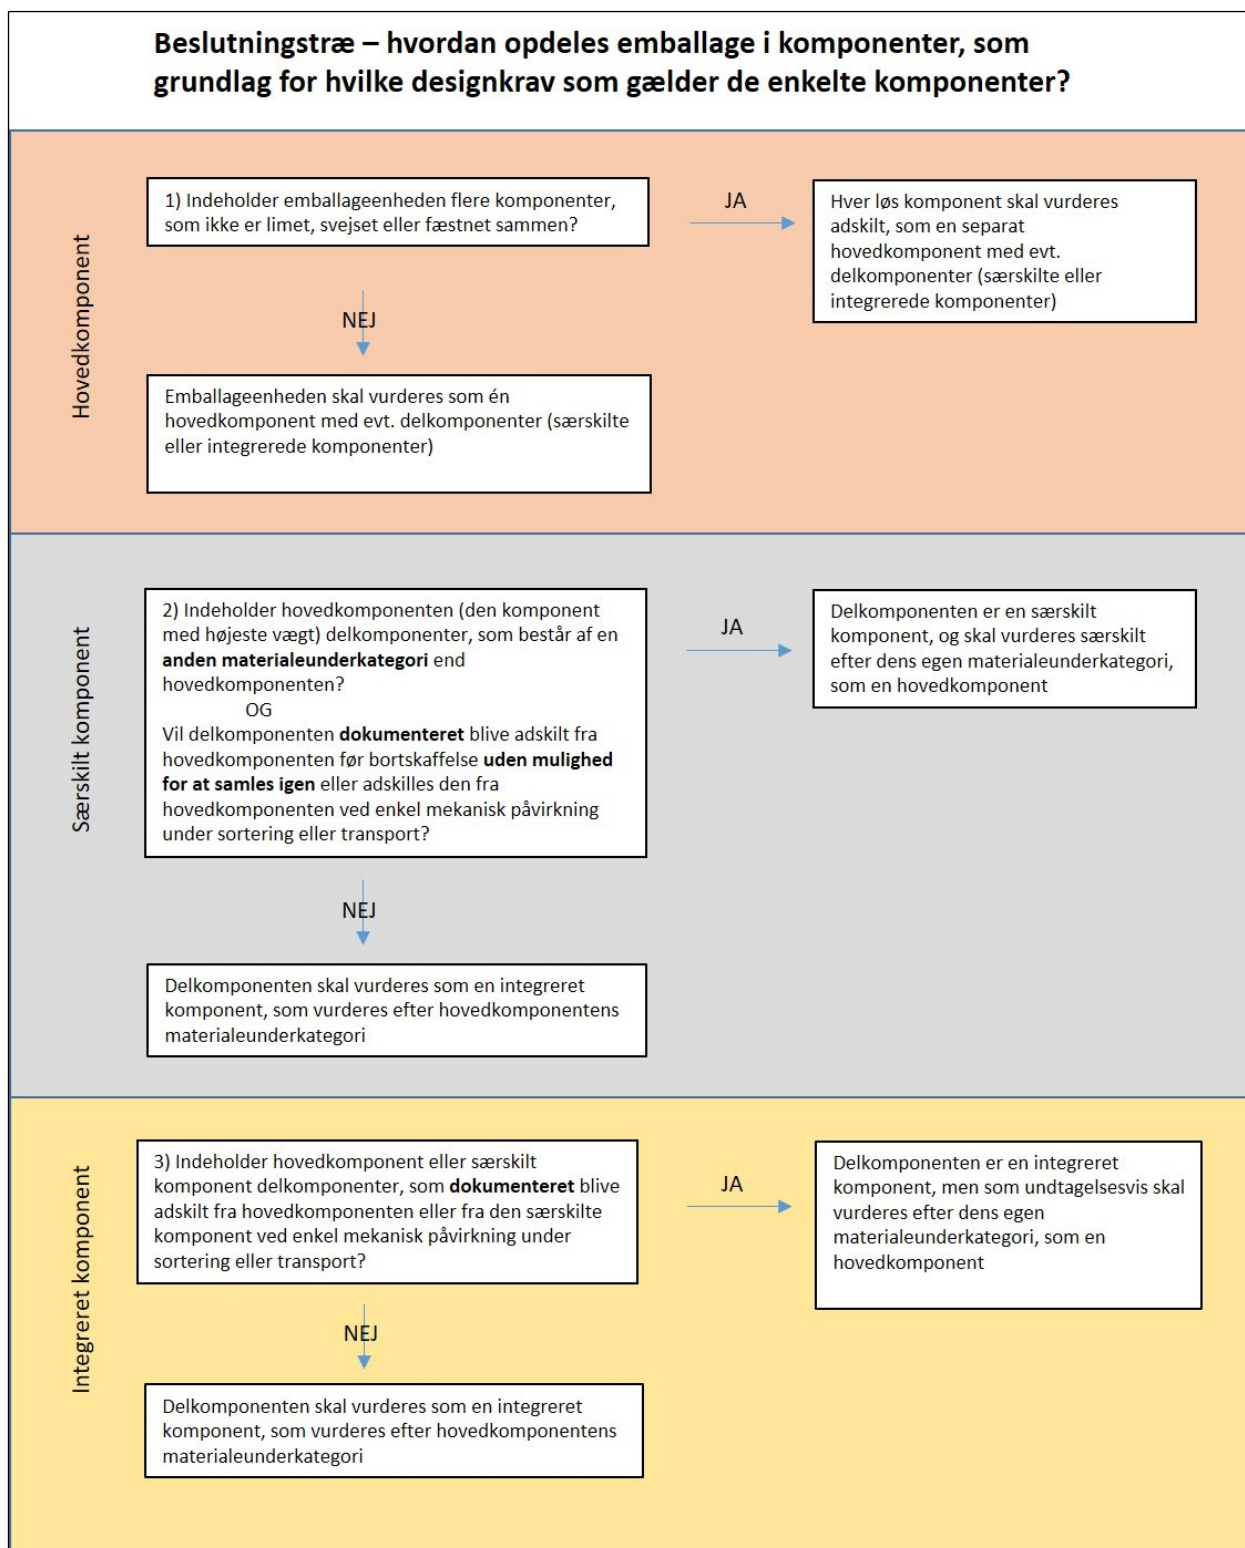 Beslutningstræ – hvordan opdeles emballage i komponenter, som
grundlag for hvilke designkrav som gælder de enkelte komponenter?
Hovedkomponent
1) Indeholder emballageenheden flere komponenter,
som ikke er limet, svejset eller fæstnet sammen?
JA
Hver løs komponent skal vurderes
adskilt, som en separat
hovedkomponent med evt.
delkomponenter (særskilte eller
integrerede komponenter)
NEJ
Emballageenheden skal vurderes som én
hovedkomponent med evt. delkomponenter (særskilte
eller integrerede komponenter)
Særskilt komponent
2) Indeholder hovedkomponenten (den komponent
med højeste vægt) delkomponenter, som består af en
anden materialeunderkategori end
hovedkomponenten?
OG
Vil delkomponenten dokumenteret blive adskilt fra
hovedkomponenten før bortskaffelse uden mulighed
for at samles igen eller adskilles den fra
hovedkomponenten ved enkel mekanisk påvirkning
under sortering eller transport?
JA
Delkomponenten er en særskilt
komponent, og skal vurderes særskilt
efter dens egen materialeunderkategori,
som en hovedkomponent
NEJ
Delkomponenten skal vurderes som en integreret
komponent, som vurderes efter hovedkomponentens
materialeunderkategori
Integreret komponent
3) Indeholder hovedkomponent eller særskilt
komponent delkomponenter, som dokumenteret blive
adskilt fra hovedkomponenten eller fra den særskilte
komponent ved enkel mekanisk påvirkning under
sortering eller transport?
JA
Delkomponenten er en integreret
komponent, men som undtagelsesvis skal
vurderes efter dens egen
materialeunderkategori, som en
hovedkomponent
NEJ
Delkomponenten skal vurderes som en integreret
komponent, som vurderes efter hovedkomponentens
materialeunderkategori